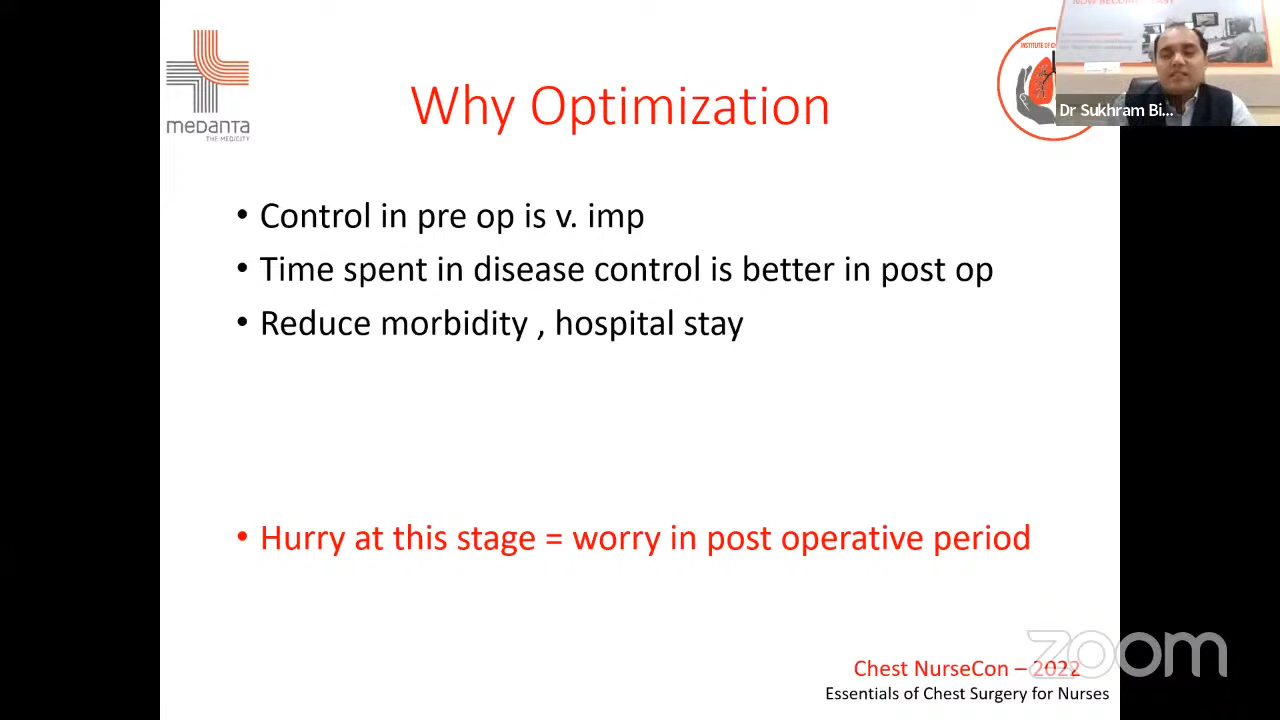 medanta
THE MEDICITY
Why Optimization
INSTITUTE OF
Dr Sukhram Bi...
• Control in pre op is v. imp
• Time spent in disease control is better in post op
• Reduce morbidity , hospital stay
• Hurry at this stage = worry in post operative period
zoom
Chest NurseCon – 2022
Essentials of Chest Surgery for Nurses